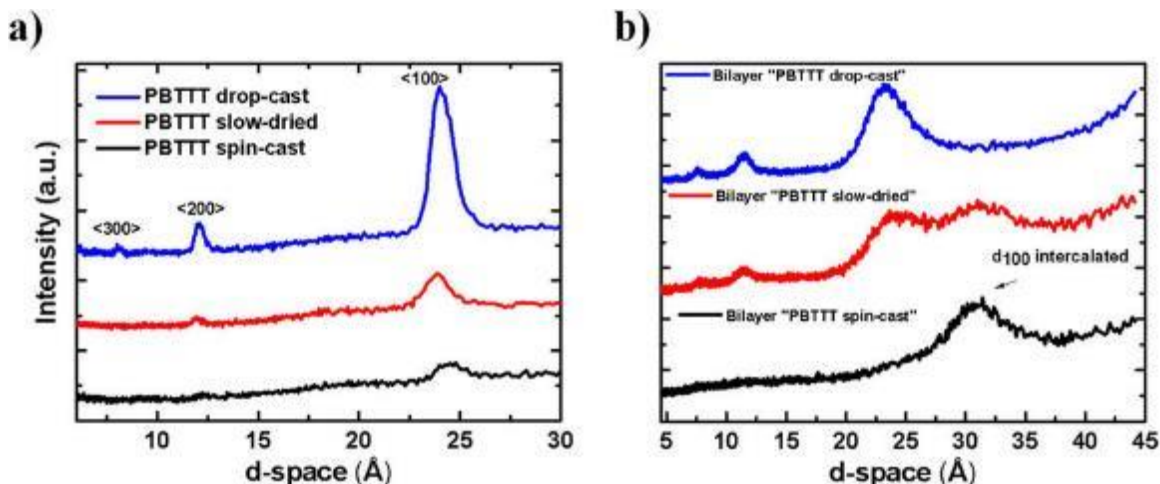 a)
<100>
PBTTT drop-cast
PBTTT slow-dried
PBTTT spin-cast
<200>
<300>
Intensity (a.u.)
10 15 20 25 30
d-space (Å)
b)
Bilayer "PBTTT drop-cast"
Bilayer "PBTTT slow-dried"
d100 intercalated
Bilayer "PBTTT spin-cast"
5 10 15 20 25 30 35 40 45
d-space (Å)